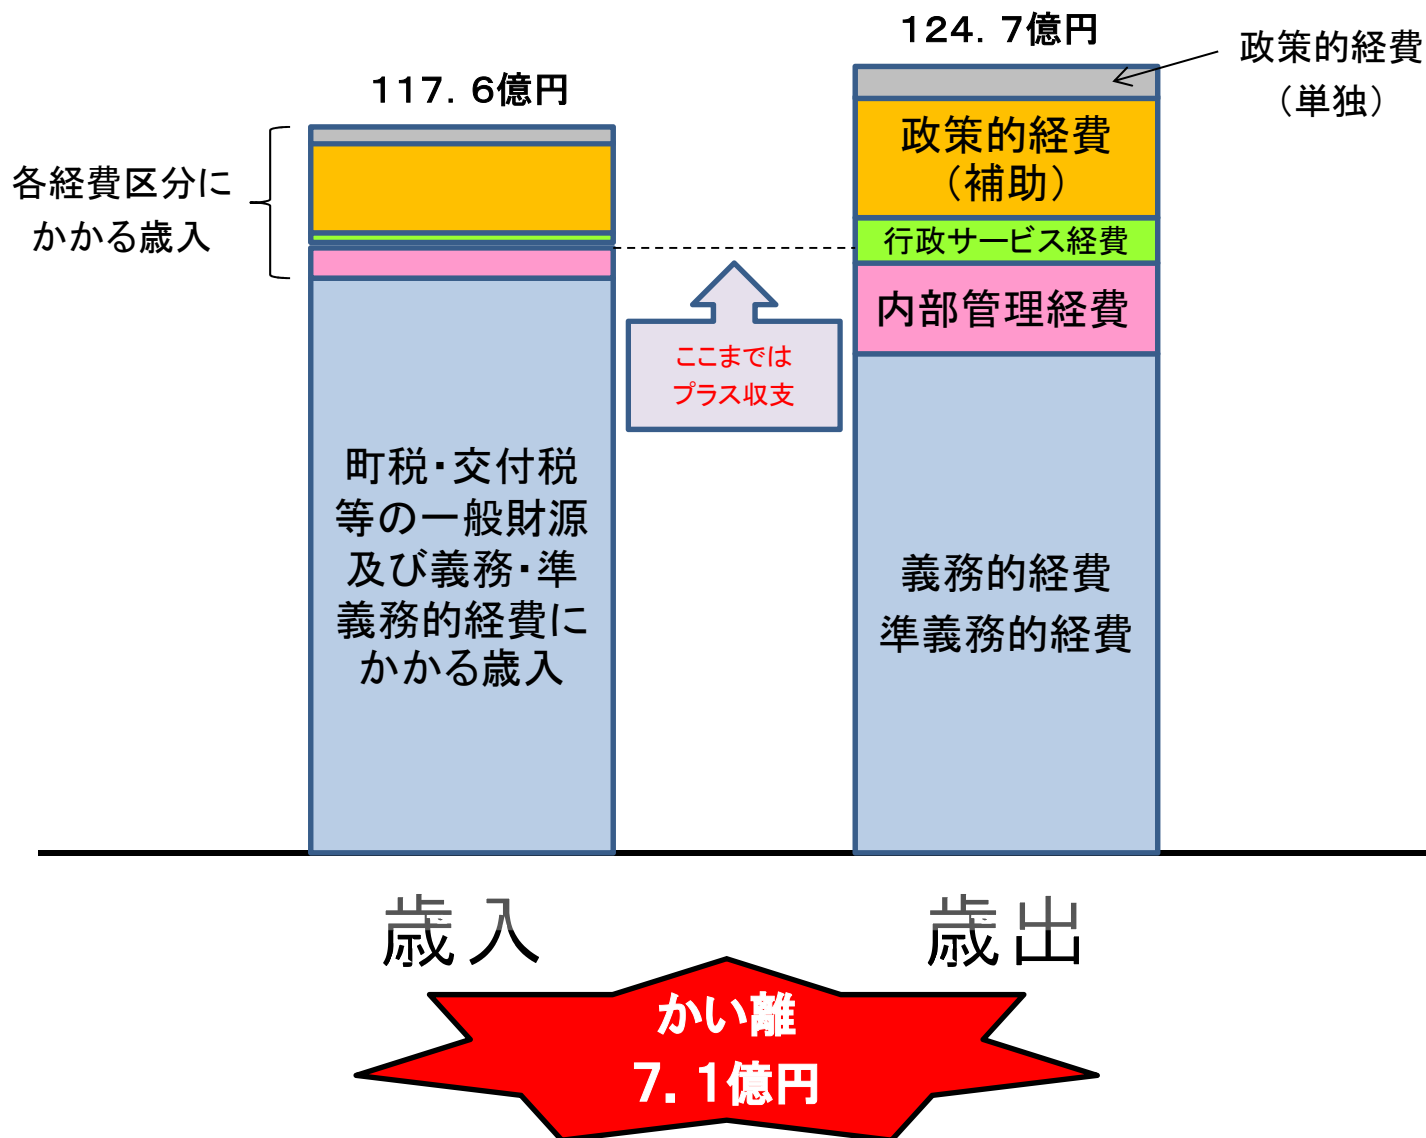 124．7億円
政策的経費
（単独）
117．6億円
各経費区分に
かかる歳入
政策的経費
（補助）
行政サービス経費
内部管理経費
ここまでは
プラス収支
町税・交付税
等の一般財源
及び義務・準
義務的経費に
かかる歳入
義務的経費
準義務的経費
歳入
歳出
かい離
7．1億円